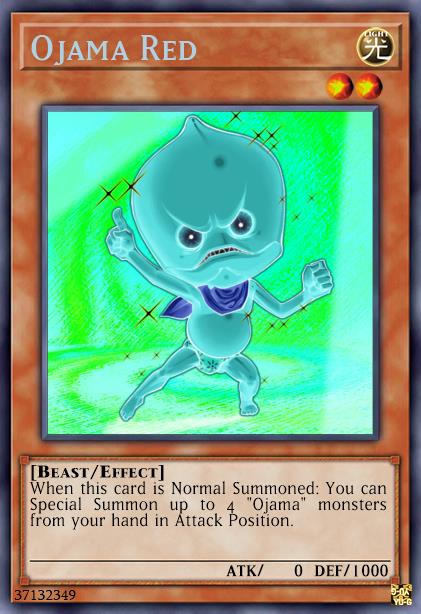 Ojama Red
LIGHT
光
[Beast/Effect]
When this card is Normal Summoned: You can
Special Summon up to 4 "Ojama" monsters
from your hand in Attack Position.
ATK/ 0 DEF/1000
37132349